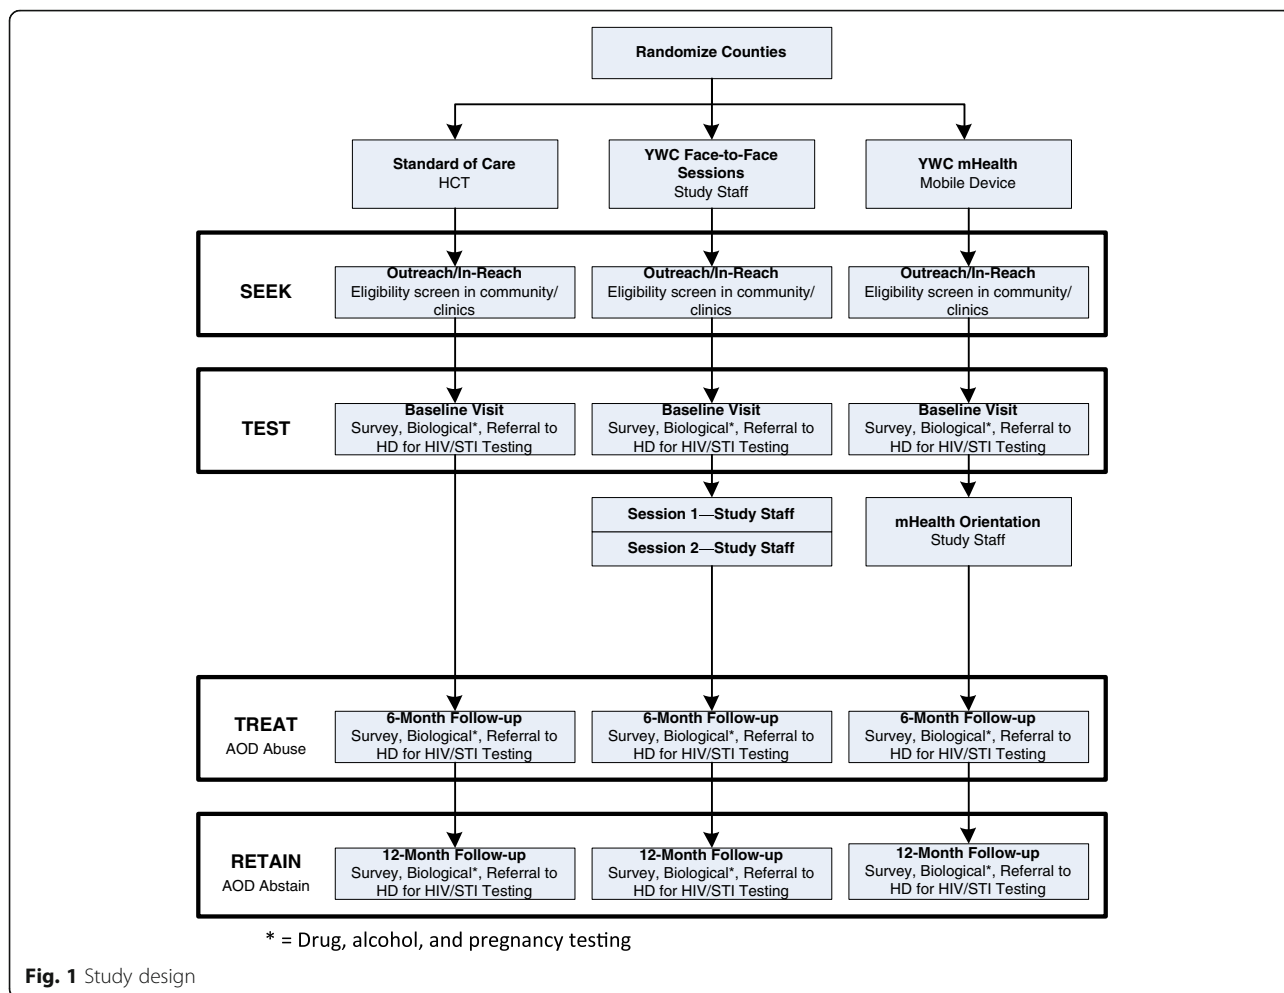 Randomize Counties
Standard of Care
HCT
YWC Face-to-Face
Sessions
Study Staff
YWC mHealth
Mobile Device
SEEK
Outreach/In-Reach
Eligibility screen in community/
clinics
Outreach/In-Reach
Eligibility screen in community/
clinics
Outreach/In-Reach
Eligibility screen in community/
clinics
TEST
Baseline Visit
Survey, Biological*, Referral to
HD for HIV/STI Testing
Baseline Visit
Survey, Biological*, Referral to
HD for HIV/STI Testing
Baseline Visit
Survey, Biological*, Referral to
HD for HIV/STI Testing
Session 1—Study Staff
Session 2—Study Staff
mHealth Orientation
Study Staff
TREAT
AOD Abuse
6-Month Follow-up
Survey, Biological*, Referral to
HD for HIV/STI Testing
6-Month Follow-up
Survey, Biological*, Referral to
HD for HIV/STI Testing
6-Month Follow-up
Survey, Biological*, Referral to
HD for HIV/STI Testing
RETAIN
AOD Abstain
12-Month Follow-up
Survey, Biological*, Referral to
HD for HIV/STI Testing
12-Month Follow-up
Survey, Biological*, Referral to
HD for HIV/STI Testing
12-Month Follow-up
Survey, Biological*, Referral to
HD for HIV/STI Testing
* = Drug, alcohol, and pregnancy testing
Fig. 1 Study design